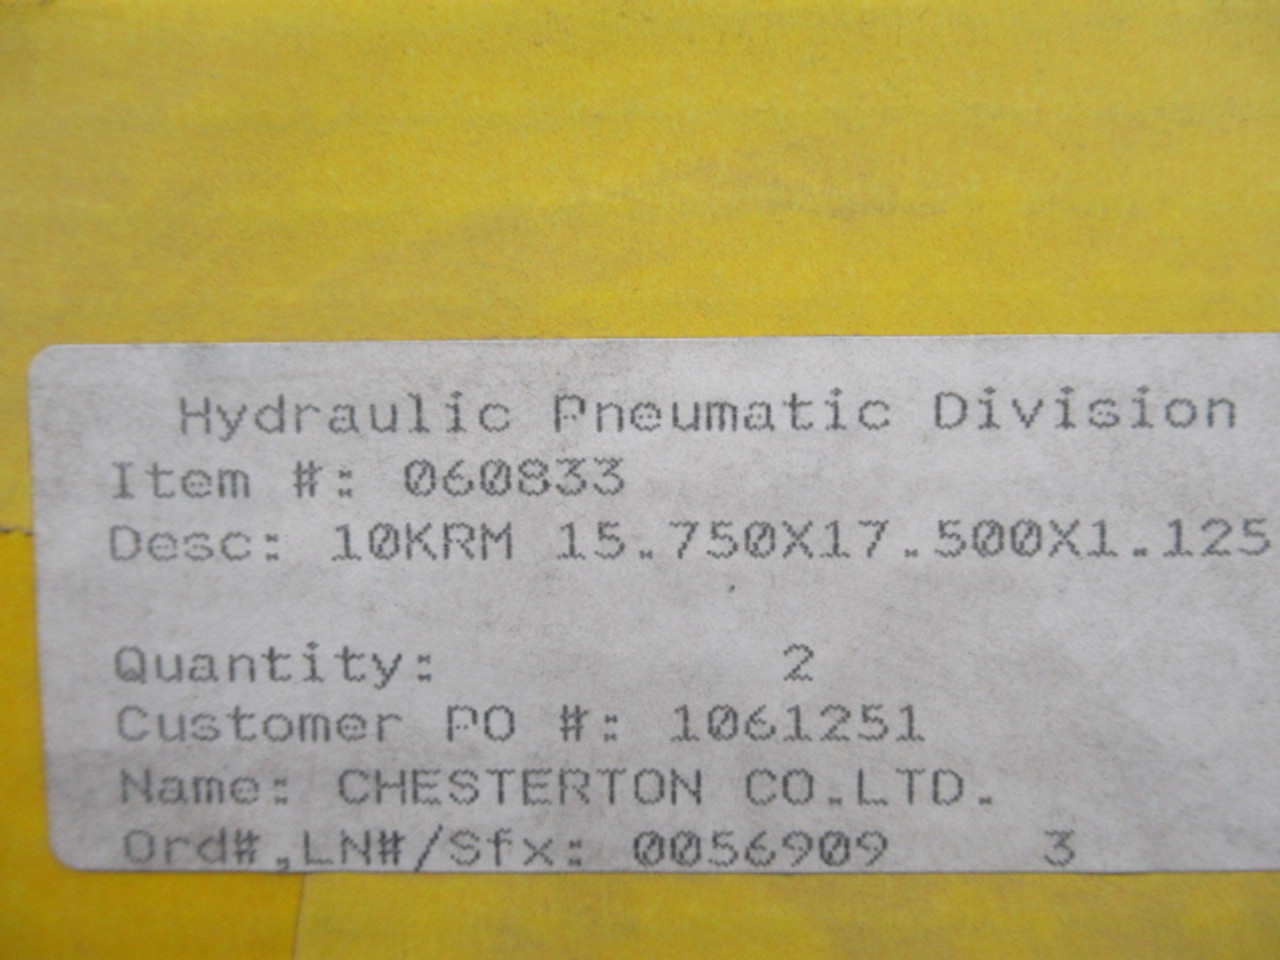 Hydraulic Pneumatic Division
Item #: 060833
Desc: 10KRM 15.750X17.500X1.125
Quantity: 2
Customer PO #: 1061251
Name: CHESTERTON CO.LTD.
Ord#,LN#/Sfx: 0056909 3